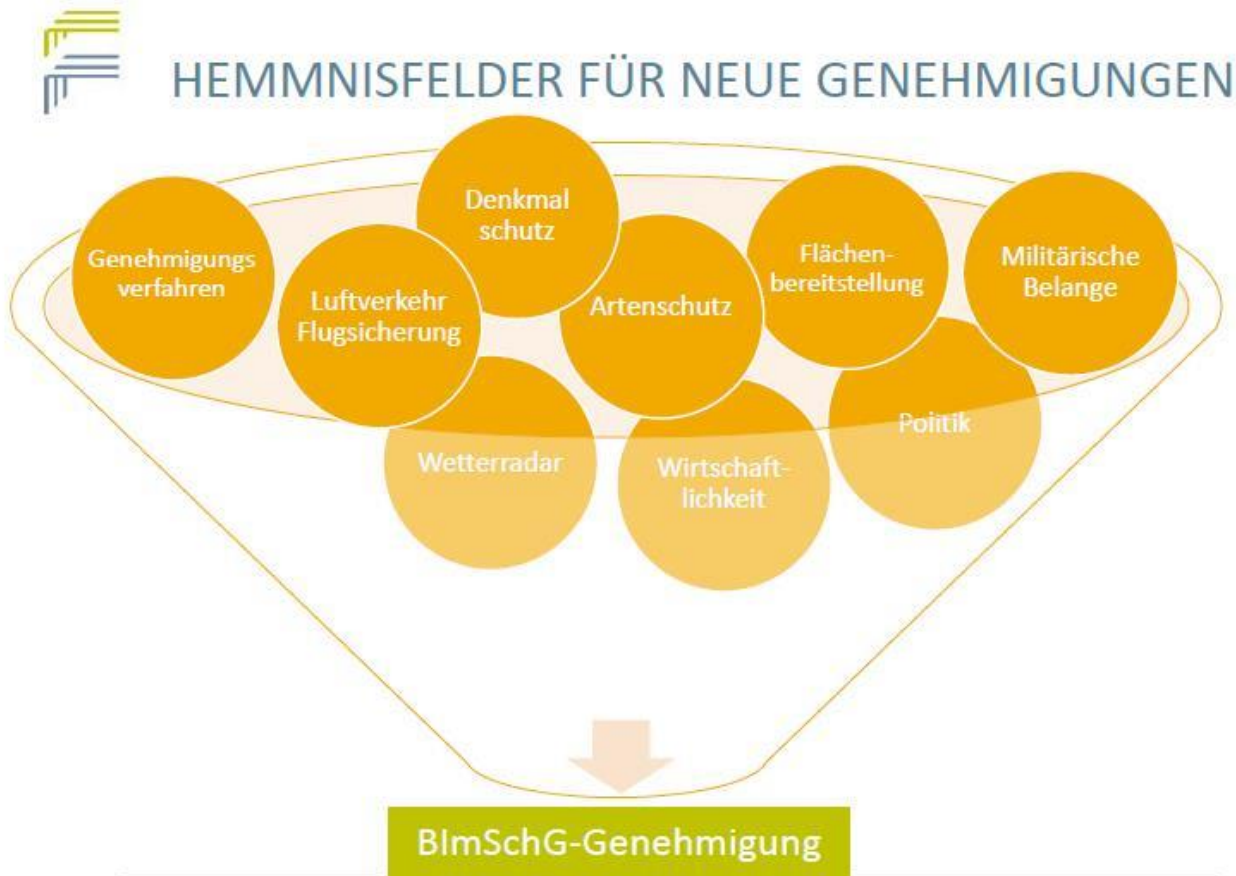 HEMMNISFELDER FÜR NEUE GENEHMIGUNGEN
Denkmal
schutz
Genehmigungs
verfahren
Luftverkehr
Flugsicherung
Artenschutz
Flächen-
bereitstellung
Militärische
Belange
Wetterradar
Wirtschaft-
lichkeit
Politik
BImSchG-Genehmigung